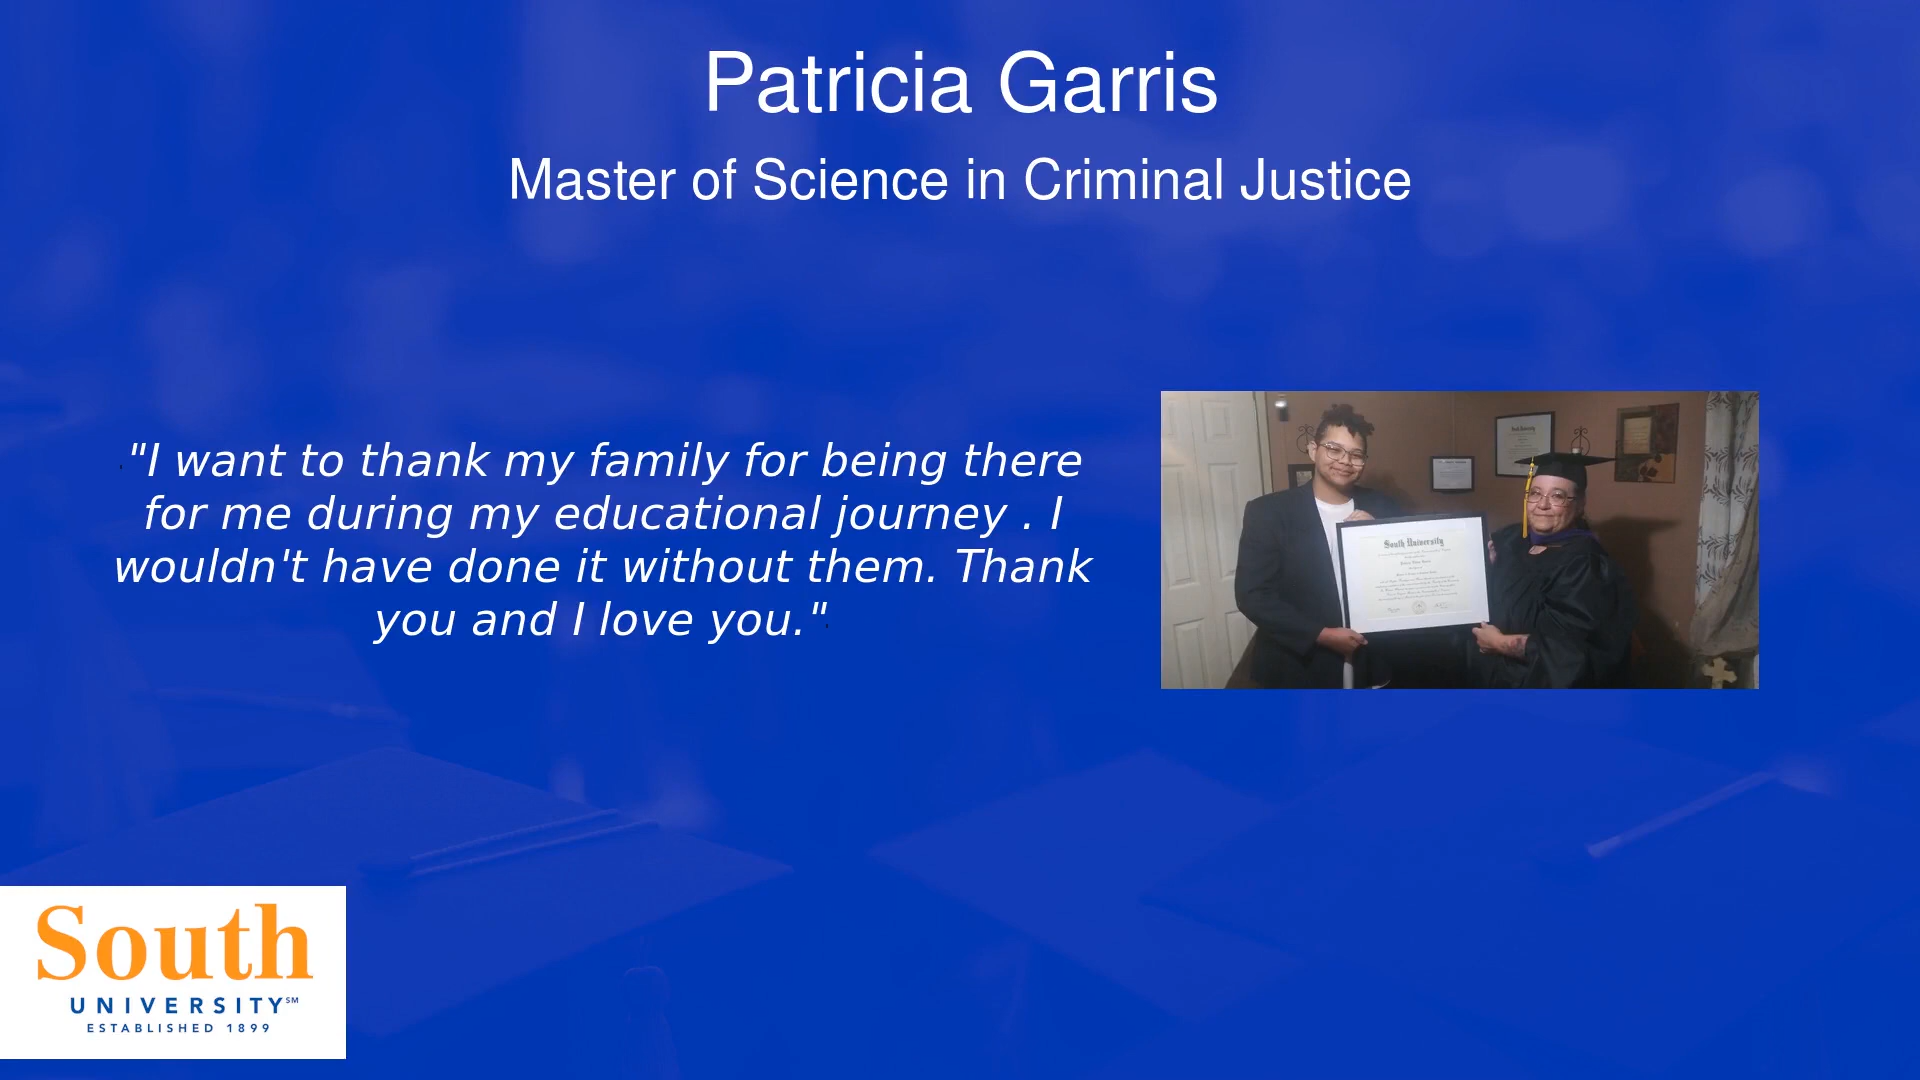 Patricia Garris
Master of Science in Criminal Justice
"I want to thank my family for being there
for me during my educational journey . I
wouldn't have done it without them. Thank
you and I love you."
South University
South
UNIVERSITY℠
ESTABLISHED 1899